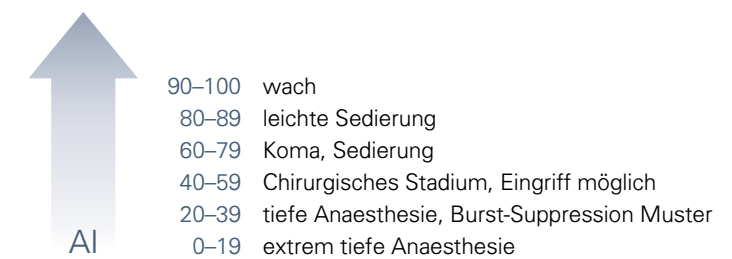 90–100 wach
80–89 leichte Sedierung
60–79 Koma, Sedierung
40–59 Chirurgisches Stadium, Eingriff möglich
20–39 tiefe Anaesthesie, Burst-Suppression Muster
AI 0–19 extrem tiefe Anaesthesie